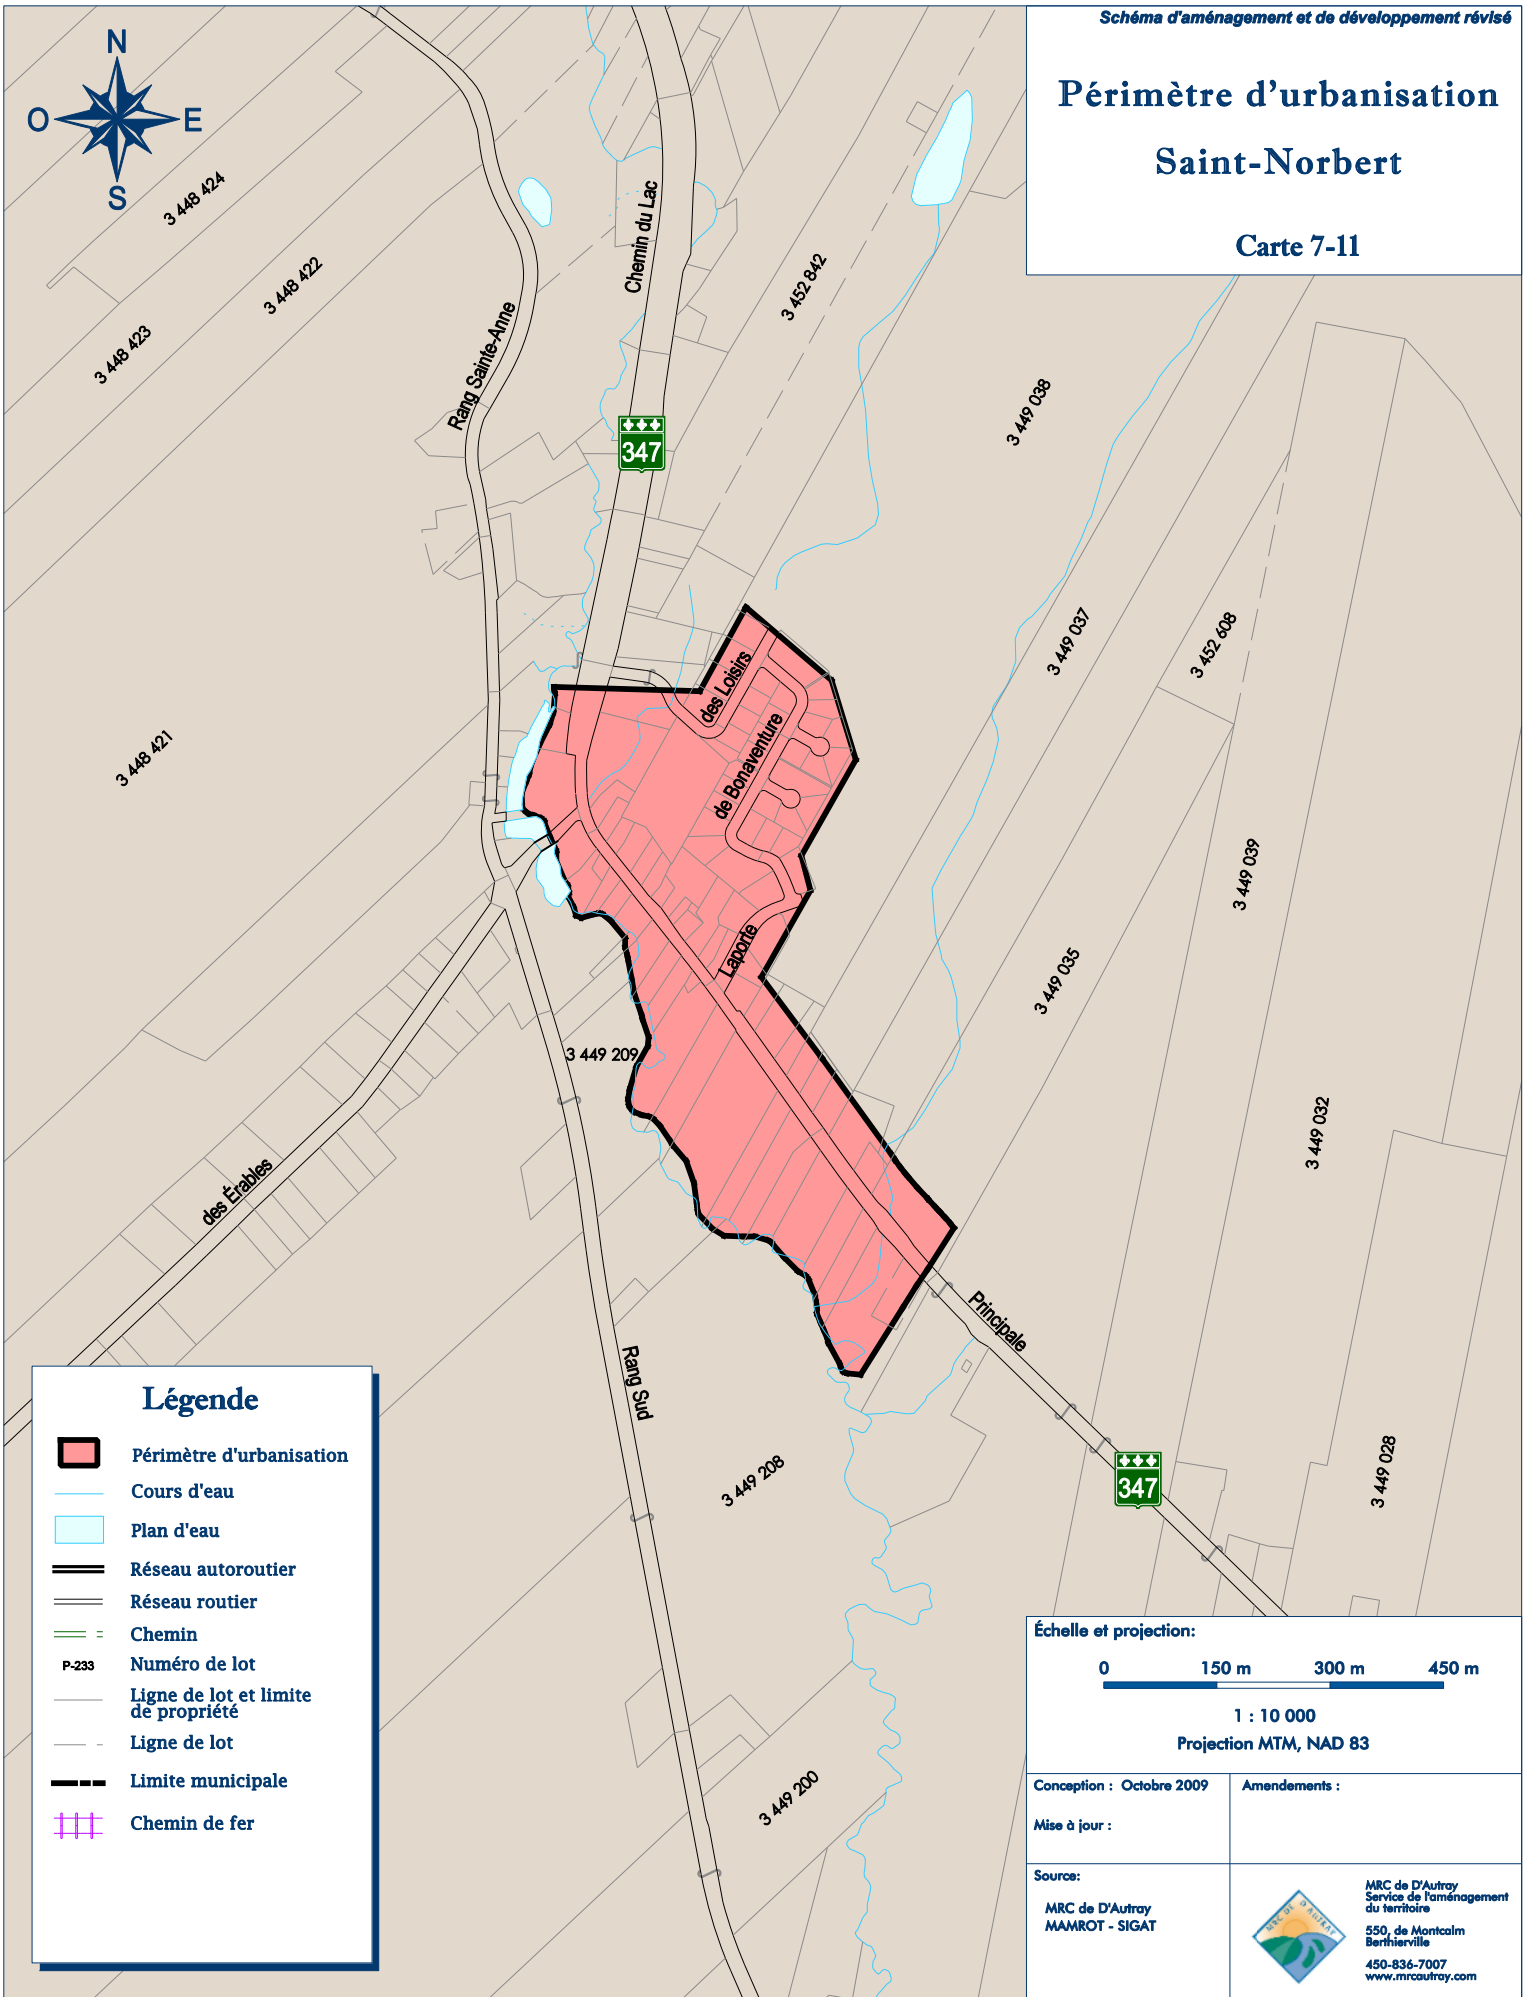 Schéma d'aménagement et de développement révisé
Périmètre d'urbanisation
Saint-Norbert
Carte 7-11
N
O
E
S
3 448 424
3 448 422
3 448 423
Rang Sainte-Anne
Chemin du Lac
3 452 842
3 449 038
347
3 449 037
3 452 608
des Loisirs
de Bonaventure
3 448 421
3 449 039
Laporte
3 449 035
3 449 209
3 449 032
des Érables
Principale
Rang Sud
3 449 208
347
3 449 028
3 449 200
Légende
Périmètre d'urbanisation
Cours d'eau
Plan d'eau
Réseau autoroutier
Réseau routier
Chemin
P-233 Numéro de lot
Ligne de lot et limite
de propriété
Ligne de lot
Limite municipale
Chemin de fer
Échelle et projection:
0 150 m 300 m 450 m
1 : 10 000
Projection MTM, NAD 83
Conception : Octobre 2009
Mise à jour :
Amendements :
Source:
MRC de D'Autray
MAMROT - SIGAT
MRC DE D'AUTRAY
MRC de D'Autray
Service de l'aménagement
du territoire
550, de Montcalm
Berthierville
450-836-7007
www.mrcautray.com